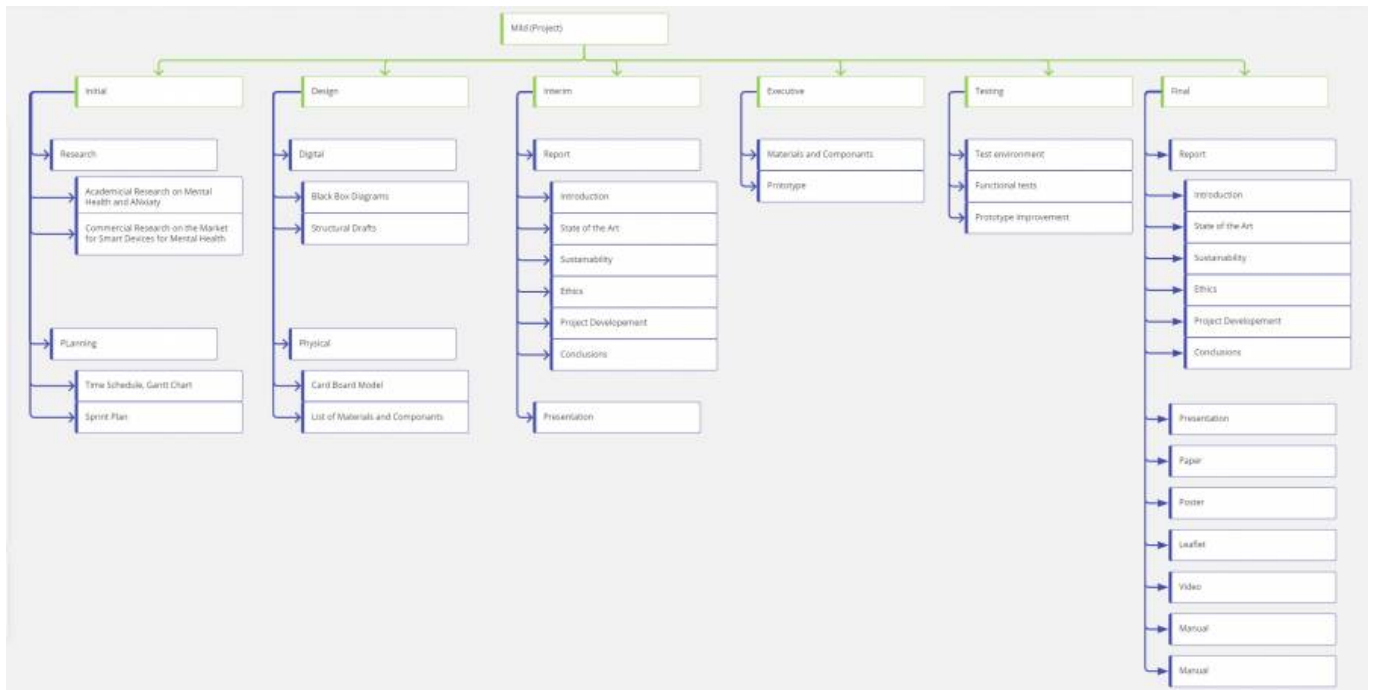 Mild (Project)
Initial
Research
Academicial Research on Mental
Health and ANxiaty
Commercial Research on the Market
for Smart Devices for Mental Health
PLanning
Time Schedule, Gantt Chart
Sprint Plan
Design
Digital
Black Box Diagrams
Structural Drafts
Physical
Card Board Model
List of Materials and Componants
Interim
Report
Introduction
State of the Art
Sustainability
Ethics
Project Developement
Conclusions
Presentation
Executive
Materials and Componants
Prototype
Testing
Test environment
Functional tests
Prototype Improvement
Final
Report
Introduction
State of the Art
Sustainability
Ethics
Project Developement
Conclusions
Presentation
Paper
Poster
Leaflet
Video
Manual
Manual